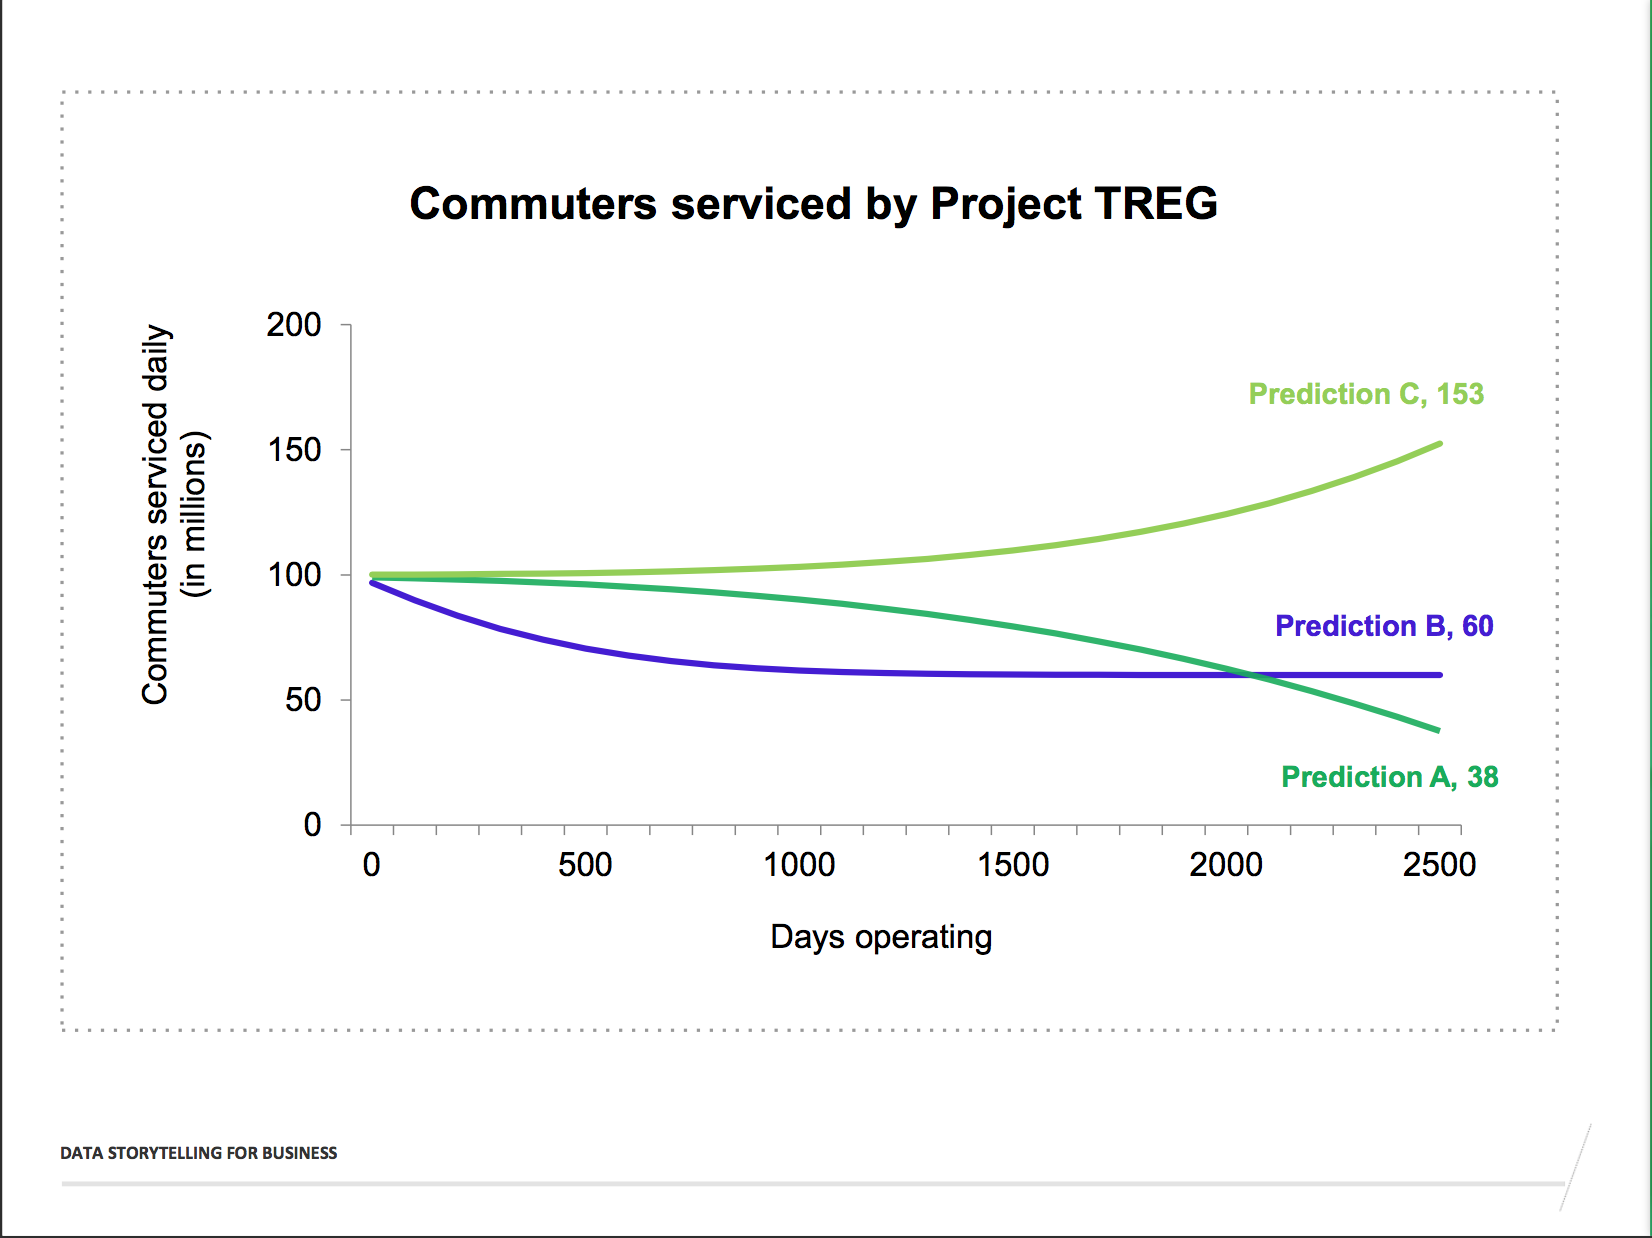 Commuters serviced by Project TREG
Commuters serviced daily
(in millions)
200
150
100
50
0
Prediction C, 153
Prediction B, 60
Prediction A, 38
0 500 1000 1500 2000 2500
Days operating
DATA STORYTELLING FOR BUSINESS